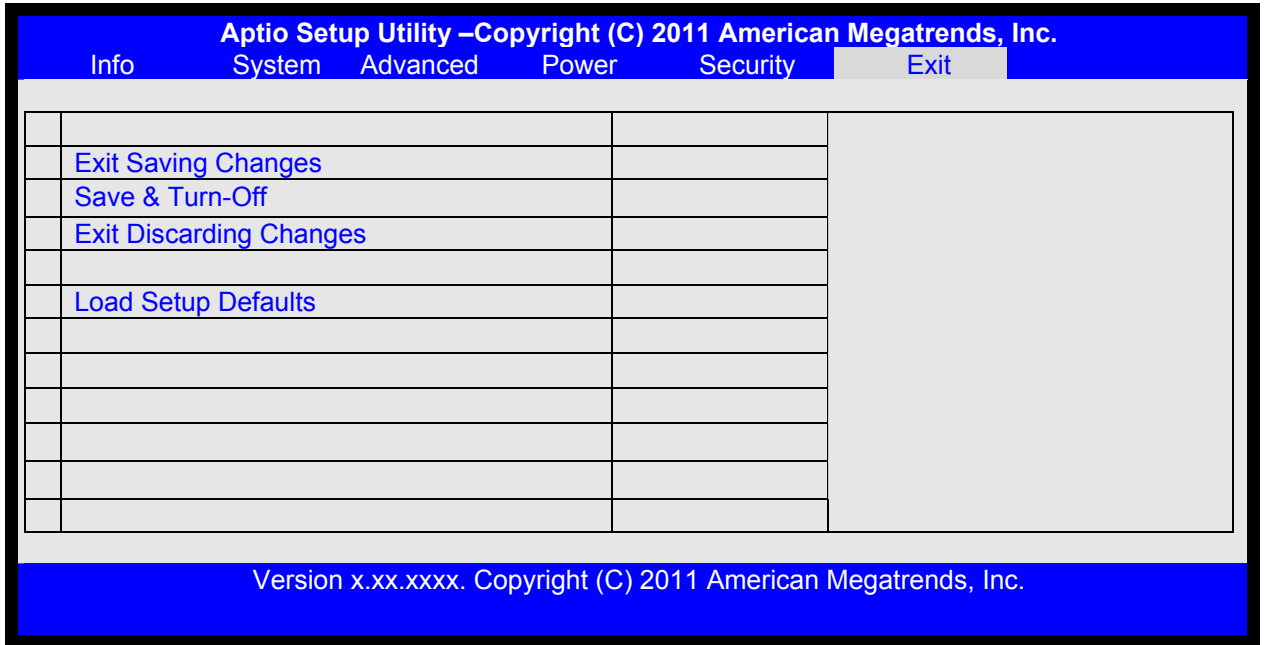 Aptio Setup Utility –Copyright (C) 2011 American Megatrends, Inc.
Info System Advanced Power Security Exit
Exit Saving Changes
Save & Turn-Off
Exit Discarding Changes
Load Setup Defaults
Version x.xx.xxxx. Copyright (C) 2011 American Megatrends, Inc.